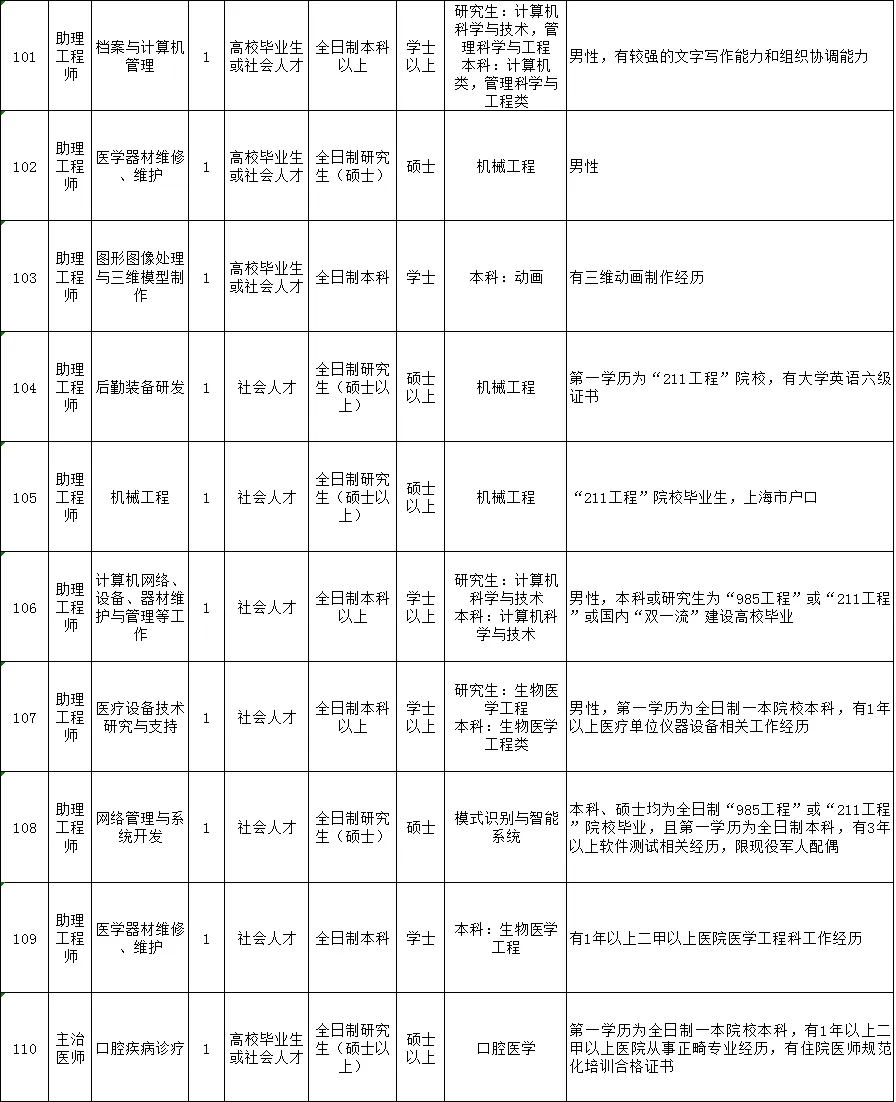 101
助理
工程
师
档案与计算机
管理
1
高校毕业生
或社会人才
全日制本科
以上
学士
以上
研究生：计算机
科学与技术，管
理科学与工程
本科：计算机
类，管理科学与
工程类
男性，有较强的文字写作能力和组织协调能力
102
助理
工程
师
医学器材维修
、维护
1
高校毕业生
或社会人才
全日制研究
生（硕士）
硕士
机械工程
男性
103
助理
工程
师
图形图像处理
与三维模型制
作
1
高校毕业生
或社会人才
全日制本科
学士
本科：动画
有三维动画制作经历
104
助理
工程
师
后勤装备研发
1
社会人才
全日制研究
生（硕士以
上）
硕士
以上
机械工程
第一学历为“211工程”院校，有大学英语六级
证书
105
助理
工程
师
机械工程
1
社会人才
全日制研究
生（硕士以
上）
硕士
以上
机械工程
“211工程”院校毕业生，上海市户口
106
助理
工程
师
计算机网络、
设备、器材维
护与管理等工
作
1
社会人才
全日制本科
以上
学士
以上
研究生：计算机
科学与技术
本科：计算机科
学与技术
男性，本科或研究生为“985工程”或“211工程
”或国内“双一流”建设高校毕业
107
助理
工程
师
医疗设备技术
研究与支持
1
社会人才
全日制本科
以上
学士
以上
研究生：生物医
学工程
本科：生物医学
工程类
男性，第一学历为全日制一本院校本科，有1年
以上医疗单位仪器设备相关工作经历
108
助理
工程
师
网络管理与系
统开发
1
社会人才
全日制研究
生（硕士）
硕士
模式识别与智能
系统
本科、硕士均为全日制“985工程”或“211工程
”院校毕业，且第一学历为全日制本科，有3年
以上软件测试相关经历，限现役军人配偶
109
助理
工程
师
医学器材维修
、维护
1
社会人才
全日制本科
学士
本科：生物医学
工程
有1年以上二甲以上医院医学工程科工作经历
110
主治
医师
口腔疾病诊疗
1
高校毕业生
或社会人才
全日制研究
生（硕士以
上）
硕士
以上
口腔医学
第一学历为全日制一本院校本科，有1年以上二
甲以上医院从事正畸专业经历，有住院医师规范
化培训合格证书